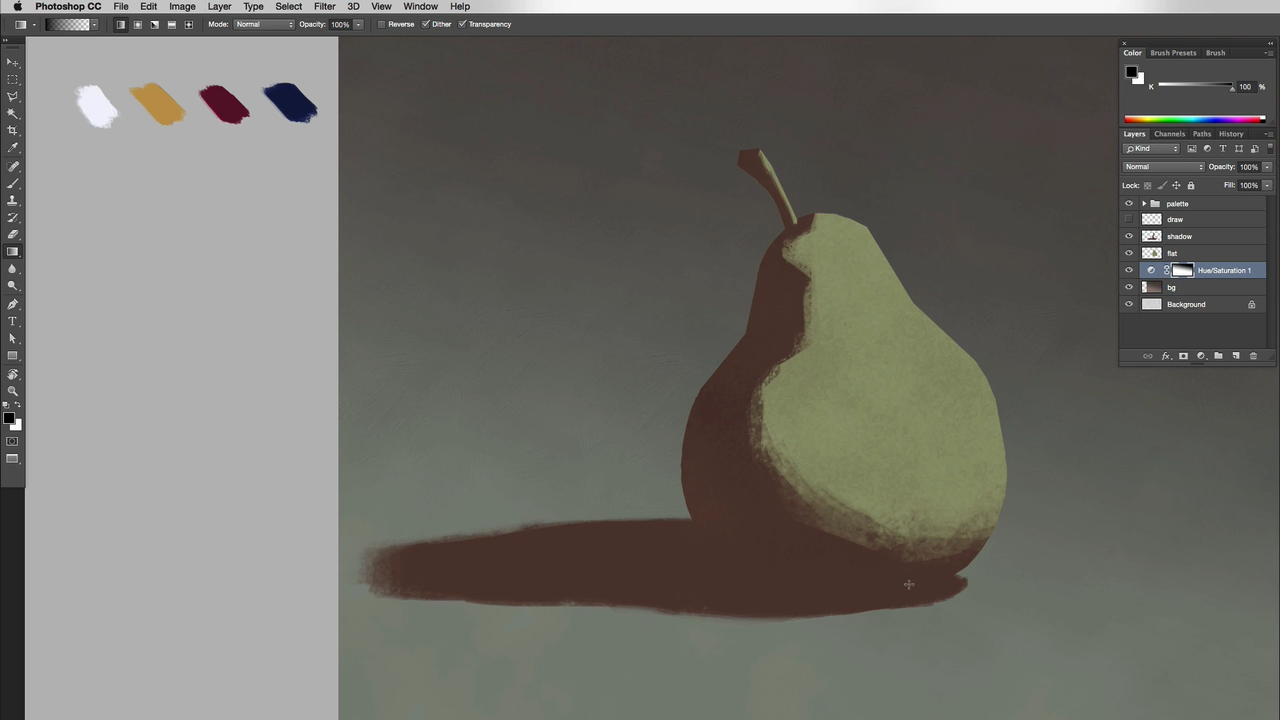 Photoshop CC File Edit Image Layer Type Select Filter 3D View Window Help
Mode: Normal Opacity: 100% Reverse Dither Transparency
Color Brush Presets Brush
K 100 %
Layers Channels Paths History
Kind
Normal Opacity: 100%
Lock: Fill: 100%
palette
draw
shadow
flat
Hue/Saturation 1
bg
Background